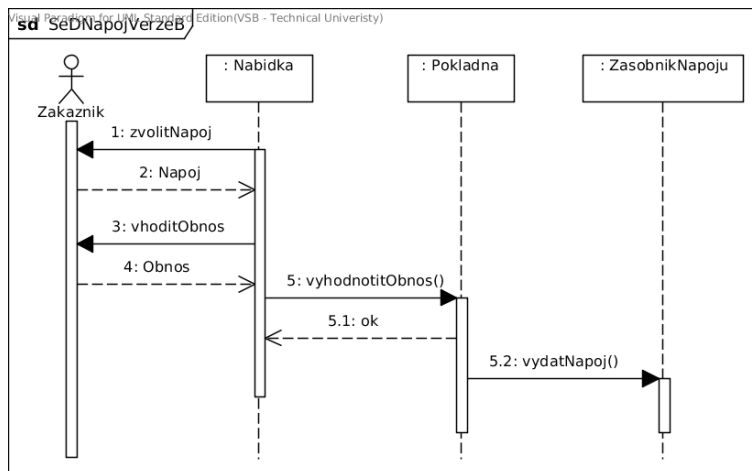 Visual Paradigm for UML Standard Edition(VSB - Technical Univeristy)
sd SeDNapojVerzeB
: Nabidka
: Pokladna
: ZasobnikNapoju
Zakaznik
1: zvolitNapoj
2: Napoj
3: vhoditObnos
4: Obnos
5: vyhodnotitObnos()
5.1: ok
5.2: vydatNapoj()